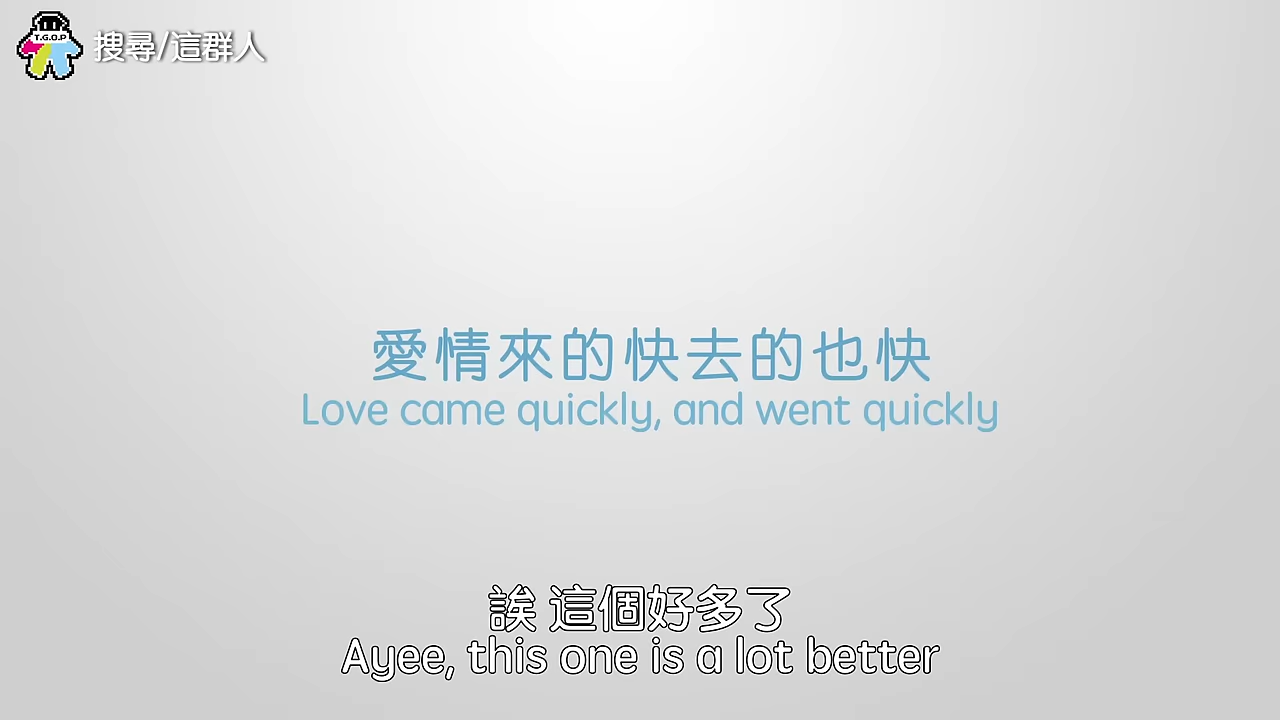 T.G.O.P
搜尋/這群人
愛情來的快去的也快
Love came quickly, and went quickly
誒 這個好多了
Ayee, this one is a lot better